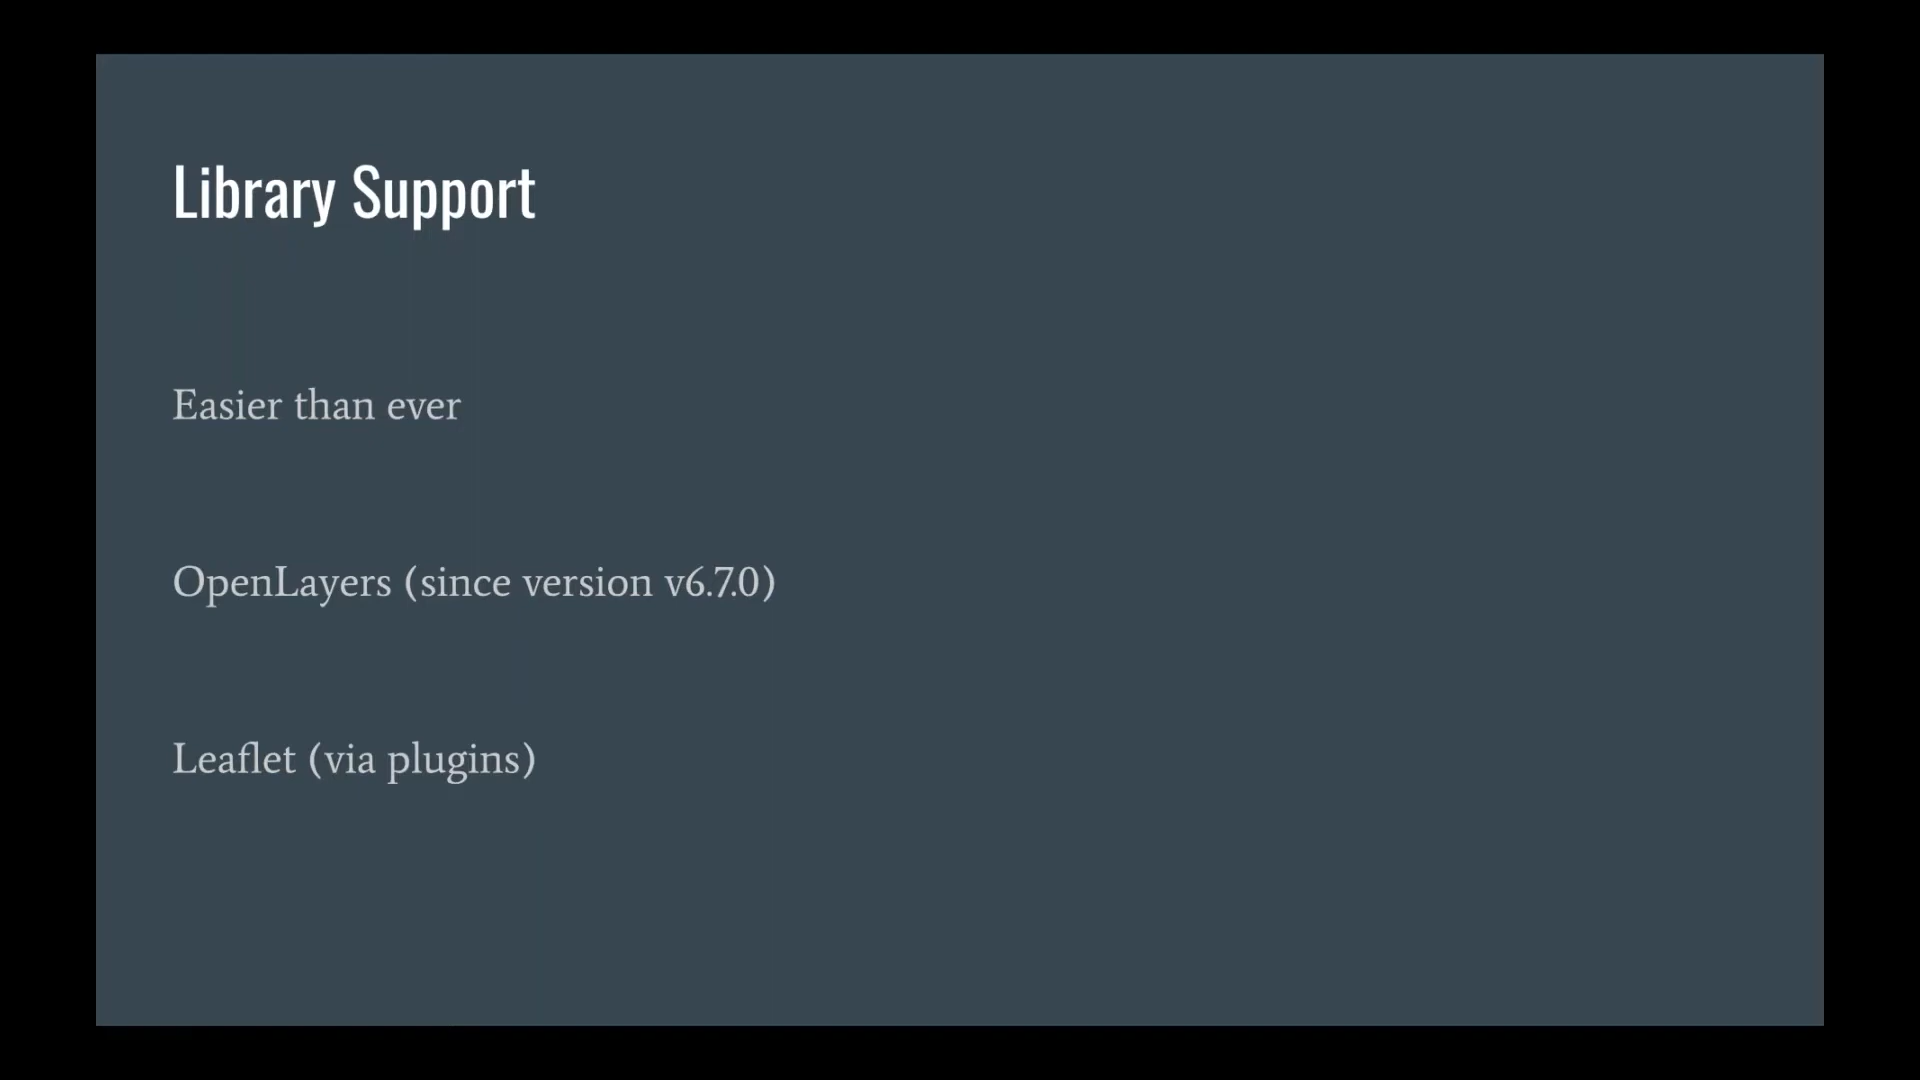 Library Support
Easier than ever
OpenLayers (since version v6.7.0)
Leaflet (via plugins)